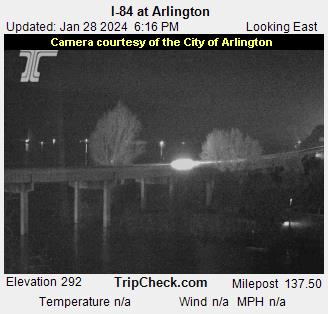 I-84 at Arlington
Updated: Jan 28 2024 6:16 PM Looking East
Camera courtesy of the City of Arlington
Elevation 292 TripCheck.com Milepost 137.50
Temperature n/a Wind n/a MPH n/a